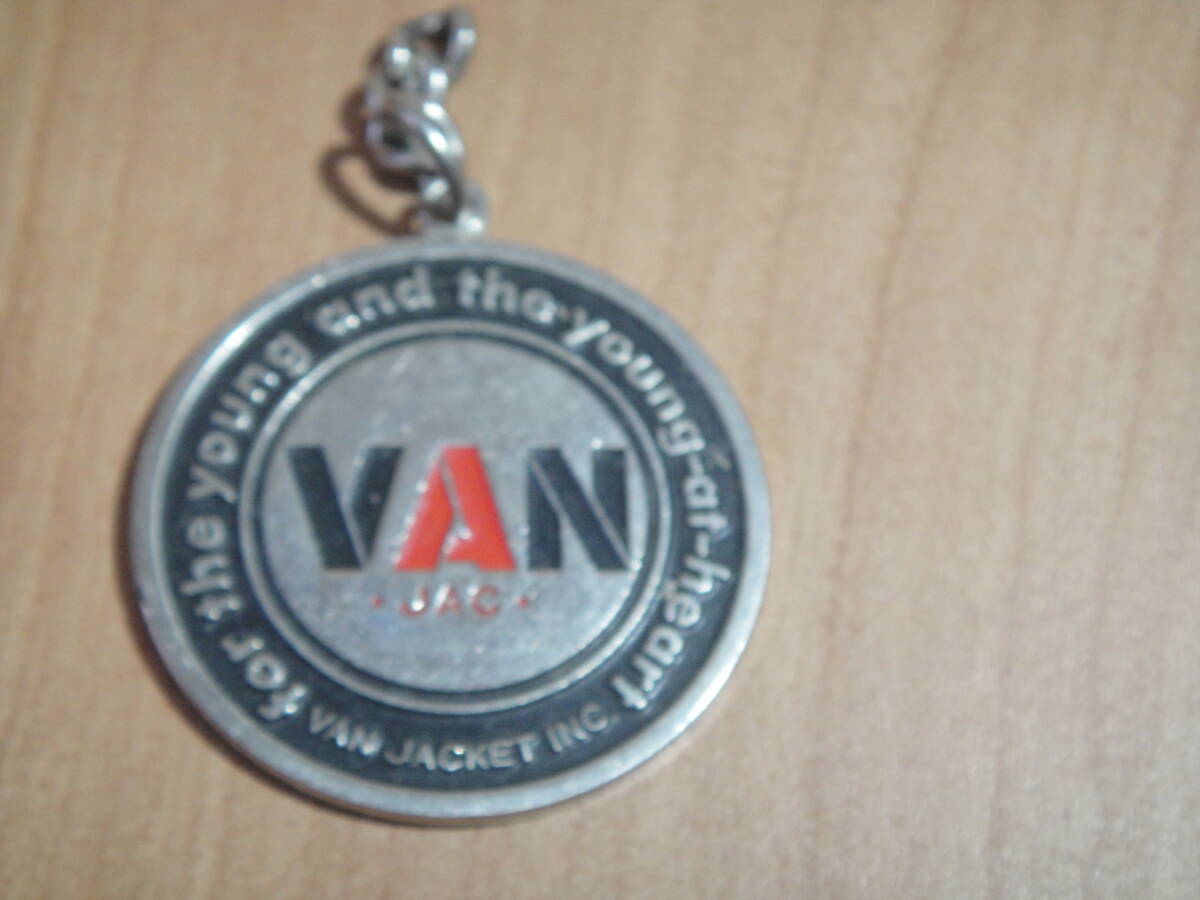 for the young and the young-at-heart
VAN JACKET INC.
VAN
JAC